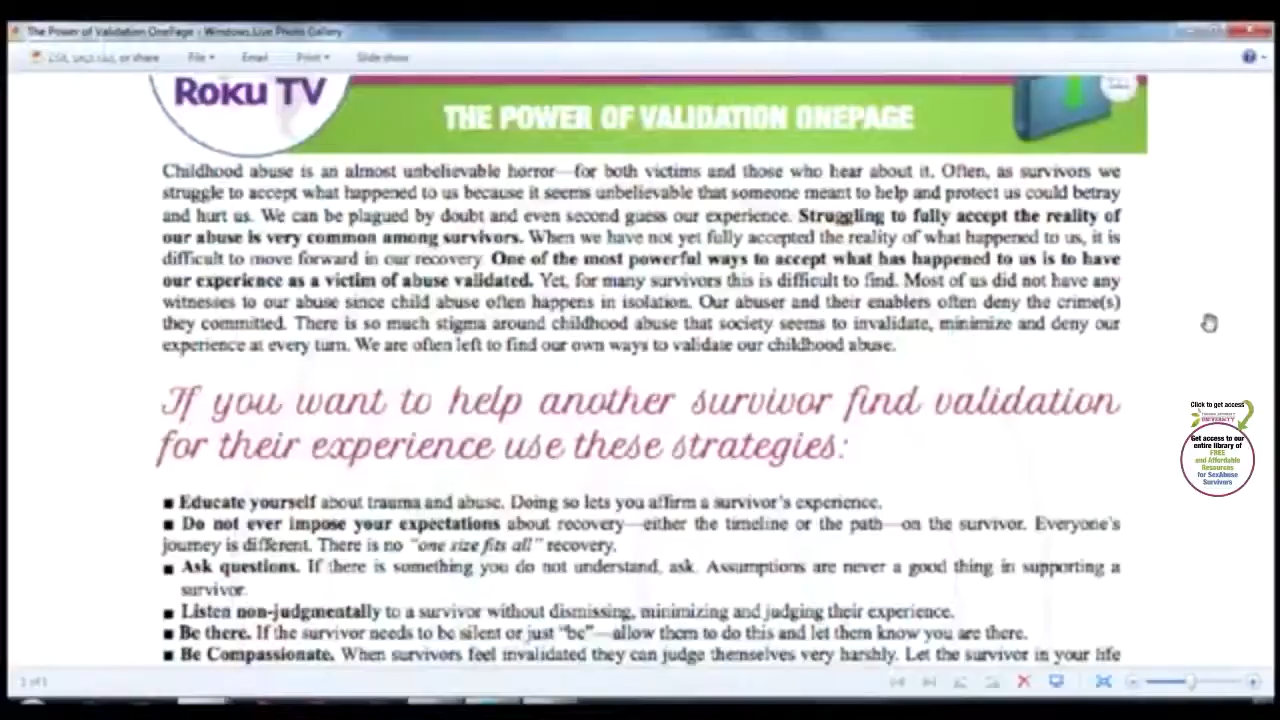 The Power of Validation OnePage - Windows Live Photo Gallery
Edit, organize, or share File Email Print Slide show
Roku TV
THE POWER OF VALIDATION ONEPAGE
Childhood abuse is an almost unbelievable horror—for both victims and those who hear about it. Often, as survivors we
struggle to accept what happened to us because it seems unbelievable that someone meant to help and protect us could betray
and hurt us. We can be plagued by doubt and even second guess our experience. Struggling to fully accept the reality of
our abuse is very common among survivors. When we have not yet fully accepted the reality of what happened to us, it is
difficult to move forward in our recovery. One of the most powerful ways to accept what has happened to us is to have
our experience as a victim of abuse validated. Yet, for many survivors this is difficult to find. Most of us did not have any
witnesses to our abuse since child abuse often happens in isolation. Our abuser and their enablers often deny the crime(s)
they committed. There is so much stigma around childhood abuse that society seems to invalidate, minimize and deny our
experience at every turn. We are often left to find our own ways to validate our childhood abuse.
If you want to help another survivor find validation
for their experience use these strategies:
■ Educate yourself about trauma and abuse. Doing so lets you affirm a survivor's experience.
■ Do not ever impose your expectations about recovery—either the timeline or the path—on the survivor. Everyone's
journey is different. There is no "one size fits all" recovery.
■ Ask questions. If there is something you do not understand, ask. Assumptions are never a good thing in supporting a
survivor.
■ Listen non-judgmentally to a survivor without dismissing, minimizing and judging their experience.
■ Be there. If the survivor needs to be silent or just "be"—allow them to do this and let them know you are there.
■ Be Compassionate. When survivors feel invalidated they can judge themselves very harshly. Let the survivor in your life
Click to get access
UNIVERSITY
Get access to our
entire library of
FREE
and Affordable
Resources
for SexAbuse
Survivors
1 of 1